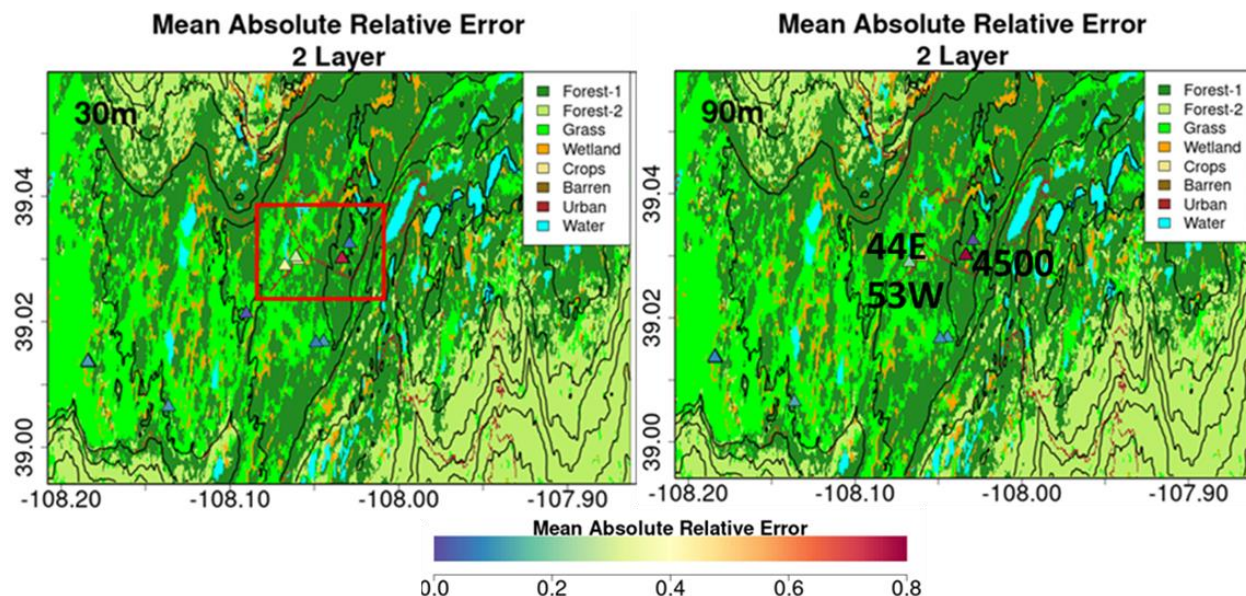 Mean Absolute Relative Error
2 Layer
30m
Forest-1
Forest-2
Grass
Wetland
Crops
Barren
Urban
Water
39.04
39.02
39.00
-108.20
-108.10
-108.00
-107.90
Mean Absolute Relative Error
2 Layer
90m
Forest-1
Forest-2
Grass
Wetland
Crops
Barren
Urban
Water
44E
4500
53W
39.04
39.02
39.00
-108.20
-108.10
-108.00
-107.90
Mean Absolute Relative Error
0.0
0.2
0.4
0.6
0.8